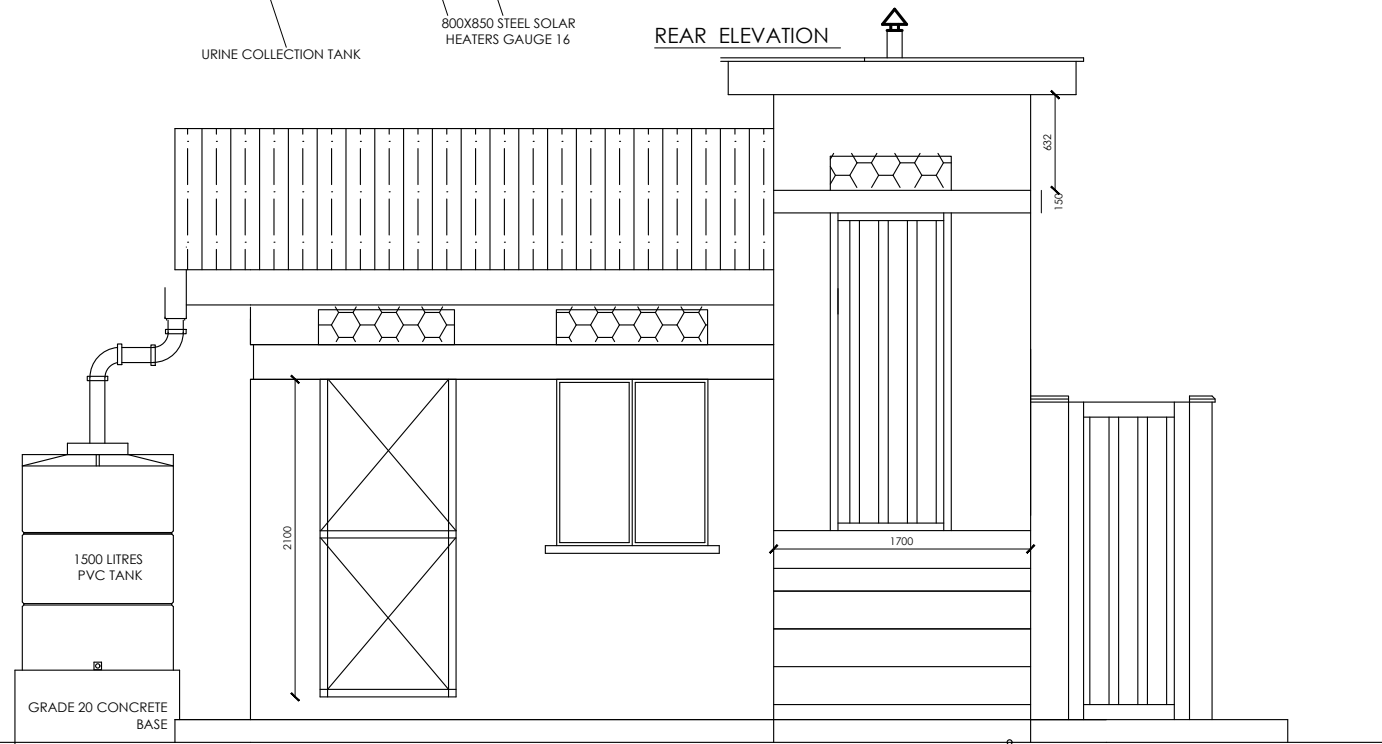 800X850 STEEL SOLAR
HEATERS GAUGE 16
URINE COLLECTION TANK
REAR ELEVATION
632
150
2100
1700
1500 LITRES
PVC TANK
GRADE 20 CONCRETE
BASE